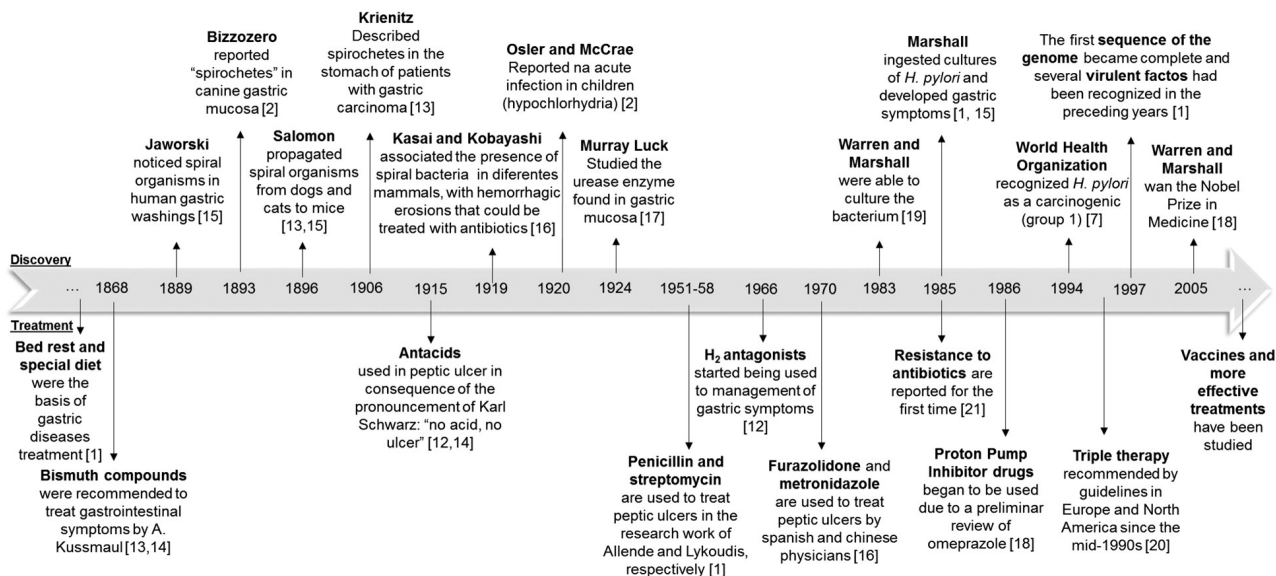 Jaworski
noticed spiral
organisms in
human gastric
washings [15]
Bizzozero
reported
“spirochetes” in
canine gastric
mucosa [2]
Salomon
propagated
spiral organisms
from dogs and
cats to mice
[13,15]
Krienitz
Described
spirochetes in the
stomach of patients
with gastric
carcinoma [13]
Kasai and Kobayashi
associated the presence of
spiral bacteria in diferentes
mammals, with hemorrhagic
erosions that could be
treated with antibiotics [16]
Osler and McCrae
Reported na acute
infection in children
(hypochlorhydria) [2]
Murray Luck
Studied the
urease enzyme
found in gastric
mucosa [17]
Warren and
Marshall
were able to
culture the
bacterium [19]
Marshall
ingested cultures
of H. pylori and
developed gastric
symptoms [1, 15]
World Health
Organization
recognized H. pylori
as a carcinogenic
(group 1) [7]
The first sequence of the
genome became complete and
several virulent factos had
been recognized in the
preceding years [1]
Warren and
Marshall
wan the Nobel
Prize in
Medicine [18]
Discovery
... 1868 1889 1893 1896 1906 1915 1919 1920 1924 1951-58 1966 1970 1983 1985 1986 1994 1997 2005 ...
Treatment
Bed rest and
special diet
were the
basis of
gastric
diseases
treatment [1]
Bismuth compounds
were recommended to
treat gastrointestinal
symptoms by A.
Kussmaul [13,14]
Antacids
used in peptic ulcer in
consequence of the
pronouncement of Karl
Schwarz: “no acid, no
ulcer” [12,14]
Penicillin and
streptomycin
are used to treat
peptic ulcers in the
research work of
Allende and Lykoudis,
respectively [1]
H2 antagonists
started being used
to management of
gastric symptoms
[12]
Furazolidone and
metronidazole
are used to treat
peptic ulcers by
spanish and chinese
physicians [16]
Resistance to
antibiotics are
reported for the
first time [21]
Proton Pump
Inhibitor drugs
began to be used
due to a preliminar
review of
omeprazole [18]
Triple therapy
recommended by
guidelines in
Europe and North
America since the
mid-1990s [20]
Vaccines and
more
effective
treatments
have been
studied